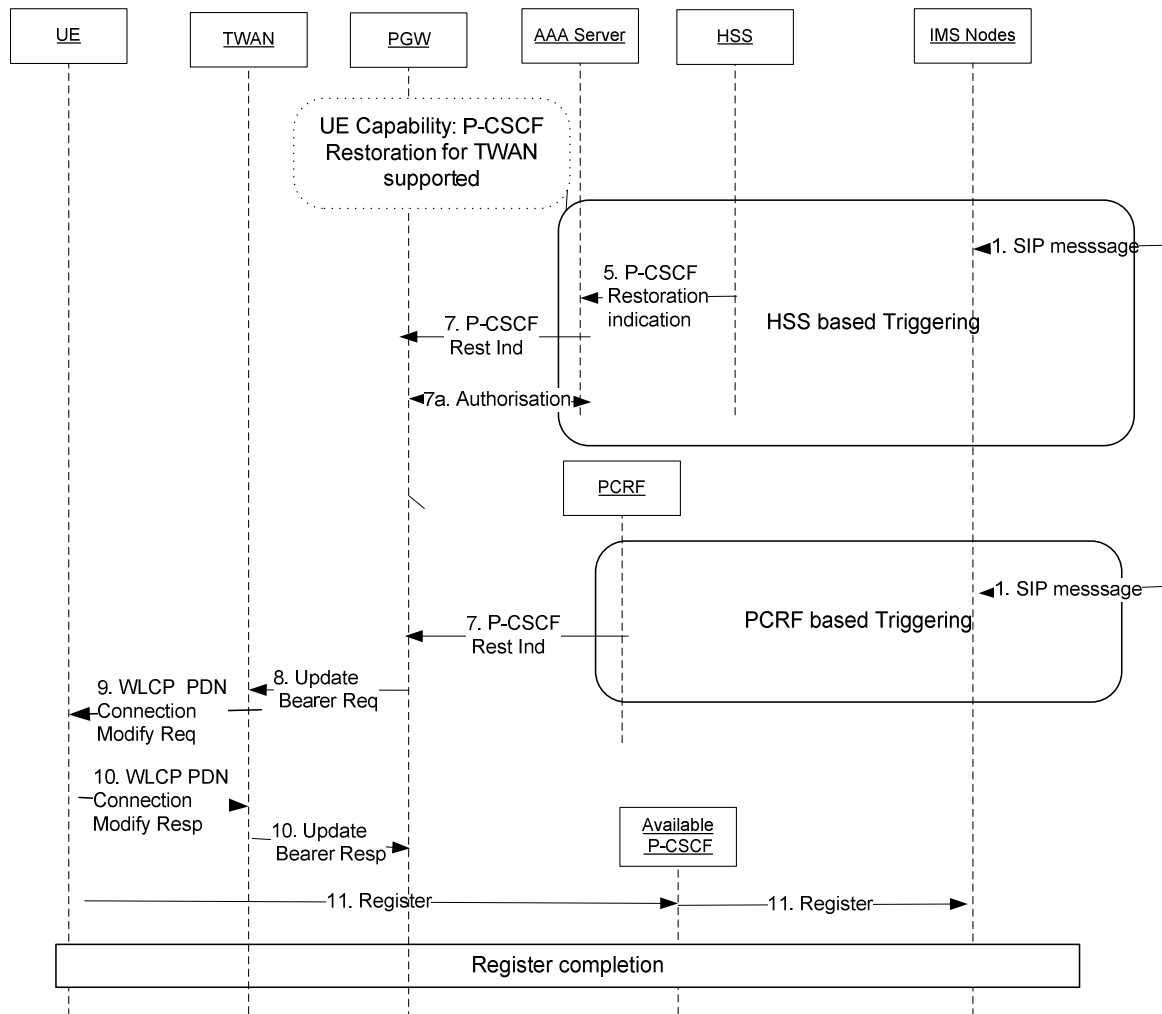 UE
TWAN
PGW
AAA Server
HSS
IMS Nodes
UE Capability: P-CSCF
Restoration for TWAN
supported
1. SIP messsage
5. P-CSCF
Restoration
indication
HSS based Triggering
7. P-CSCF
Rest Ind
7a. Authorisation
PCRF
1. SIP messsage
PCRF based Triggering
7. P-CSCF
Rest Ind
8. Update
Bearer Req
9. WLCP PDN
Connection
Modify Req
10. WLCP PDN
Connection
Modify Resp
10. Update
Bearer Resp
Available
P-CSCF
11. Register
11. Register
Register completion